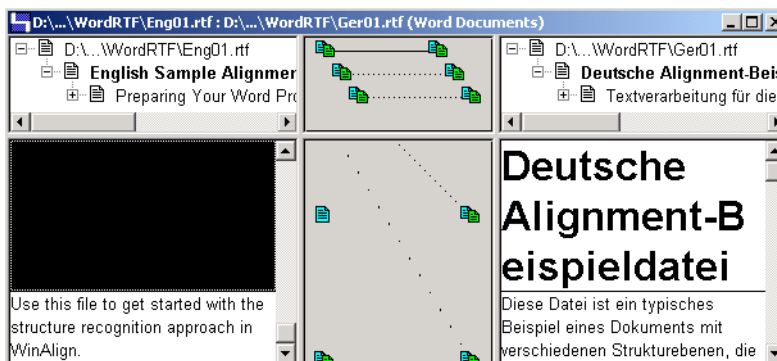 D:\...\WordRTF\Eng01.rtf : D:\...\WordRTF\Ger01.rtf (Word Documents)
D:\...\WordRTF\Eng01.rtf
English Sample Alignmer
Preparing Your Word Pro
D:\...\WordRTF\Ger01.rtf
Deutsche Alignment-Beis
Textverarbeitung für die
Use this file to get started with the
structure recognition approach in
WinAlign.
Deutsche
Alignment-B
eispieldatei
Diese Datei ist ein typisches
Beispiel eines Dokuments mit
verschiedenen Strukturebenen, die